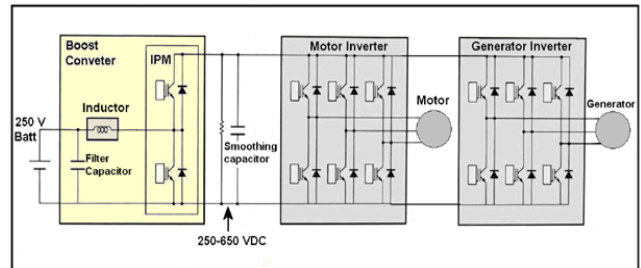 Boost
Conveter
IPM
Inductor
250 V
Batt
Filter
Capacitor
Smoothing
capacitor
250-650 VDC
Motor Inverter
Motor
Generator Inverter
Generator